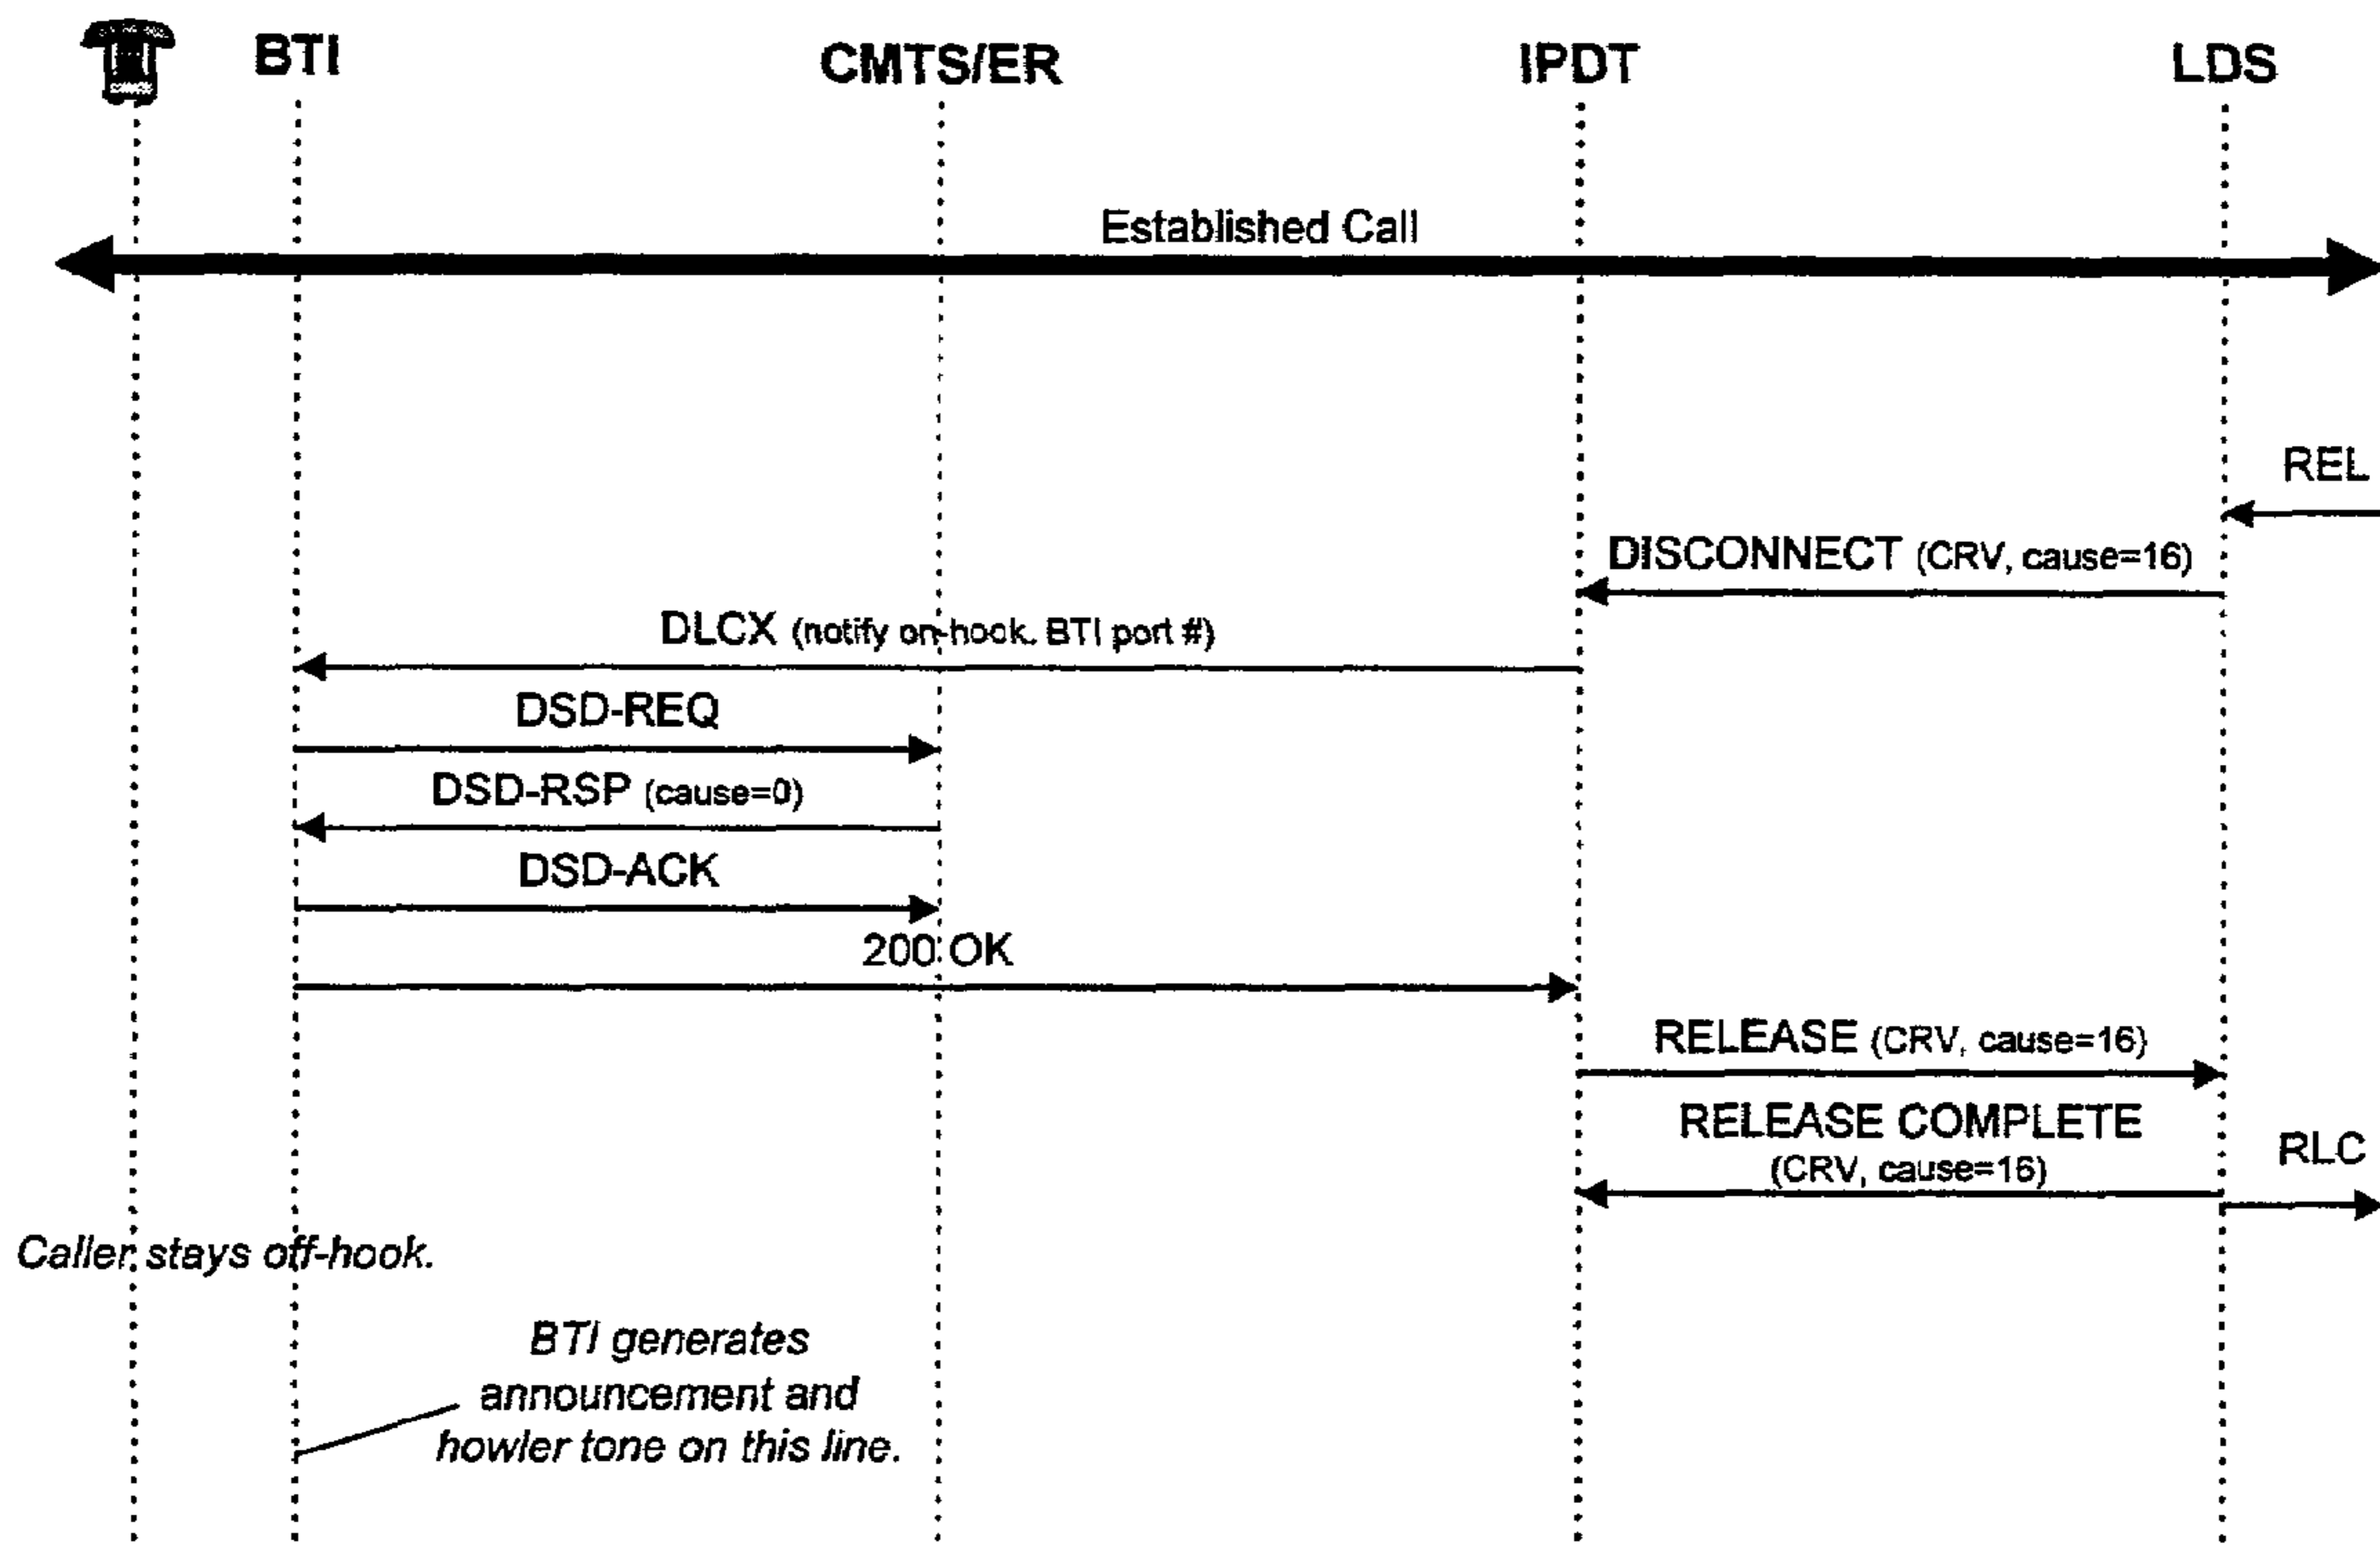 BTI
CMTS/ER
IPDT
LDS
Established Call
REL
DISCONNECT (CRV, cause=16)
DLCX (notify on-hook. BTI port #)
DSD-REQ
DSD-RSP (cause=0)
DSD-ACK
200 OK
RELEASE (CRV, cause=16)
RELEASE COMPLETE
(CRV, cause=16)
RLC
Caller stays off-hook.
BTI generates
announcement and
howler tone on this line.